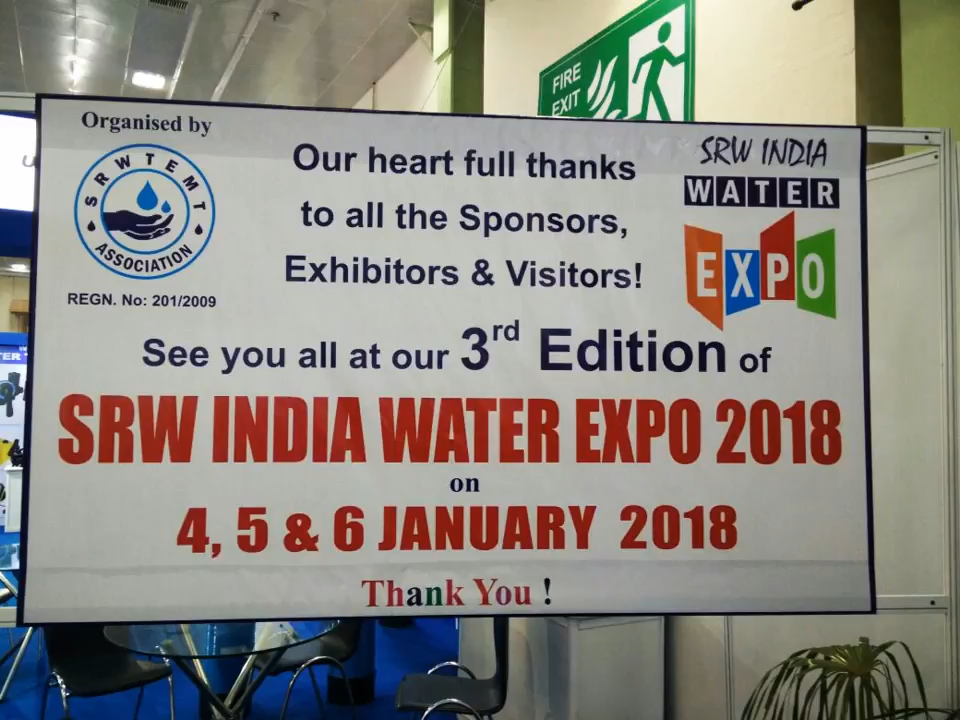 FIRE
EXIT
Organised by
SRWTEMT
ASSOCIATION
REGN. No: 201/2009
Our heart full thanks
to all the Sponsors,
Exhibitors & Visitors!
SRW INDIA
WATER
EXPO
See you all at our 3rd Edition of
SRW INDIA WATER EXPO 2018
on
4, 5 & 6 JANUARY 2018
Thank You !